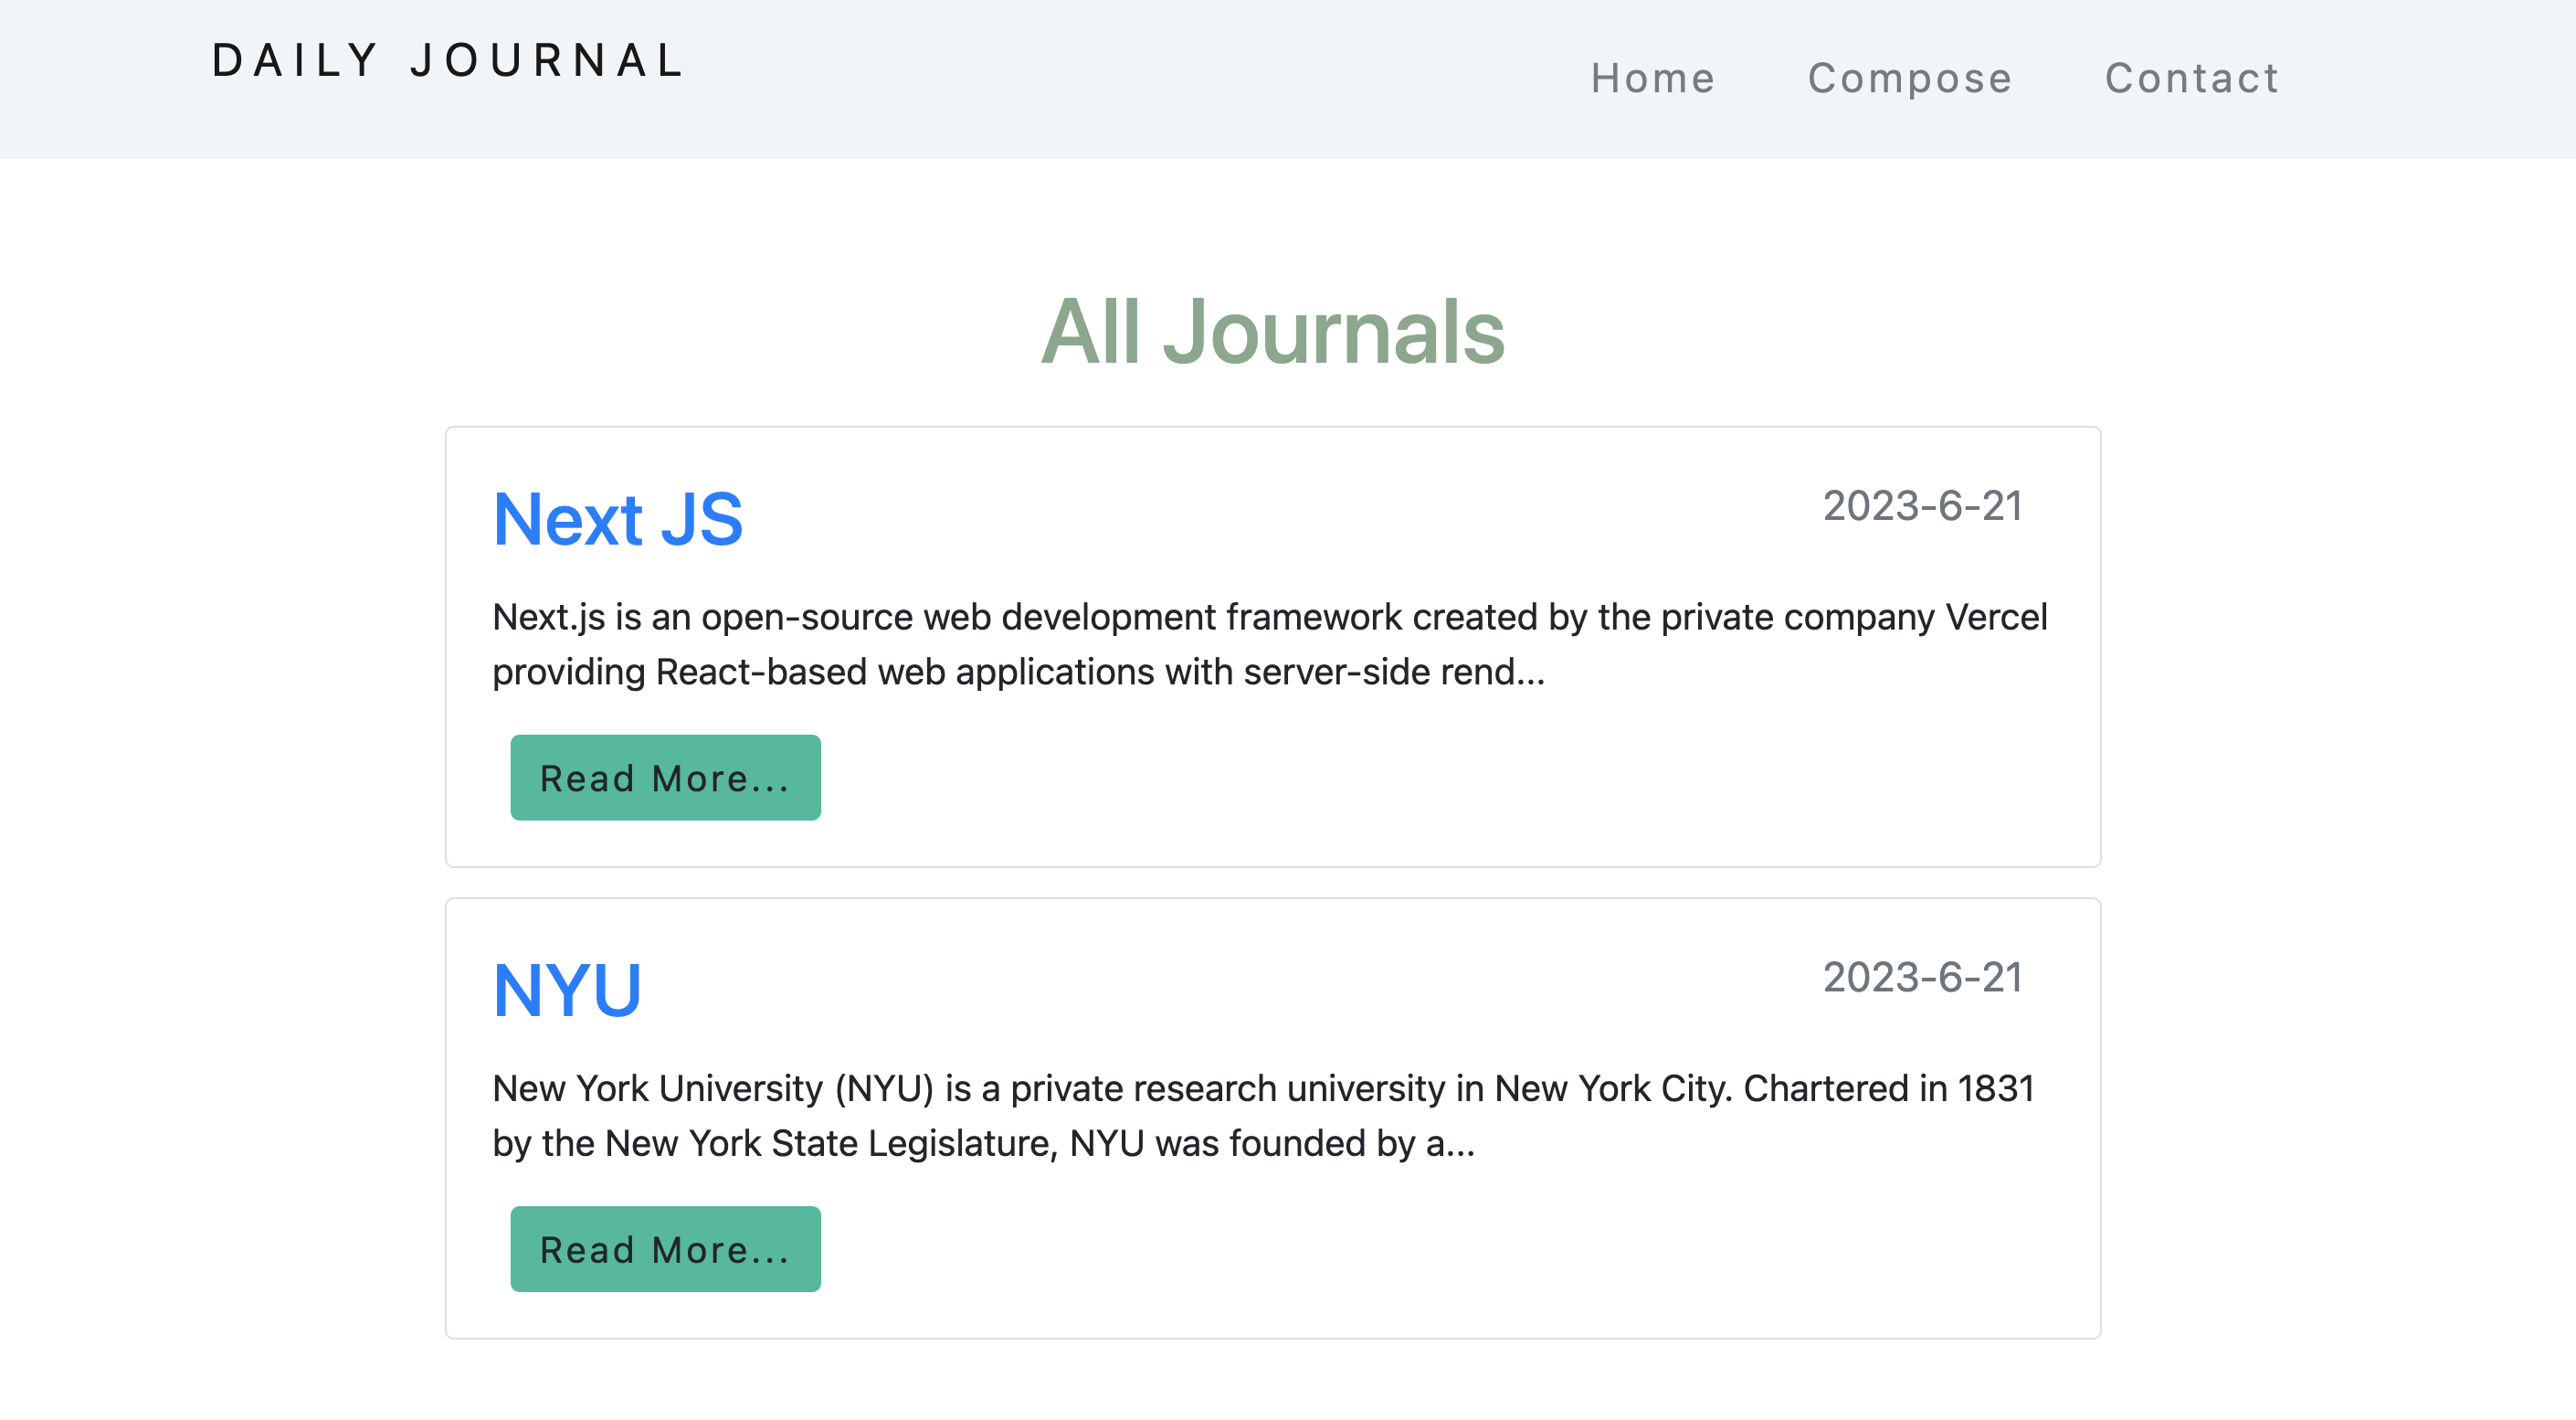 DAILY JOURNAL
Home Compose Contact
All Journals
Next JS
2023-6-21
Next.js is an open-source web development framework created by the private company Vercel
providing React-based web applications with server-side rend...
Read More...
NYU
2023-6-21
New York University (NYU) is a private research university in New York City. Chartered in 1831
by the New York State Legislature, NYU was founded by a...
Read More...